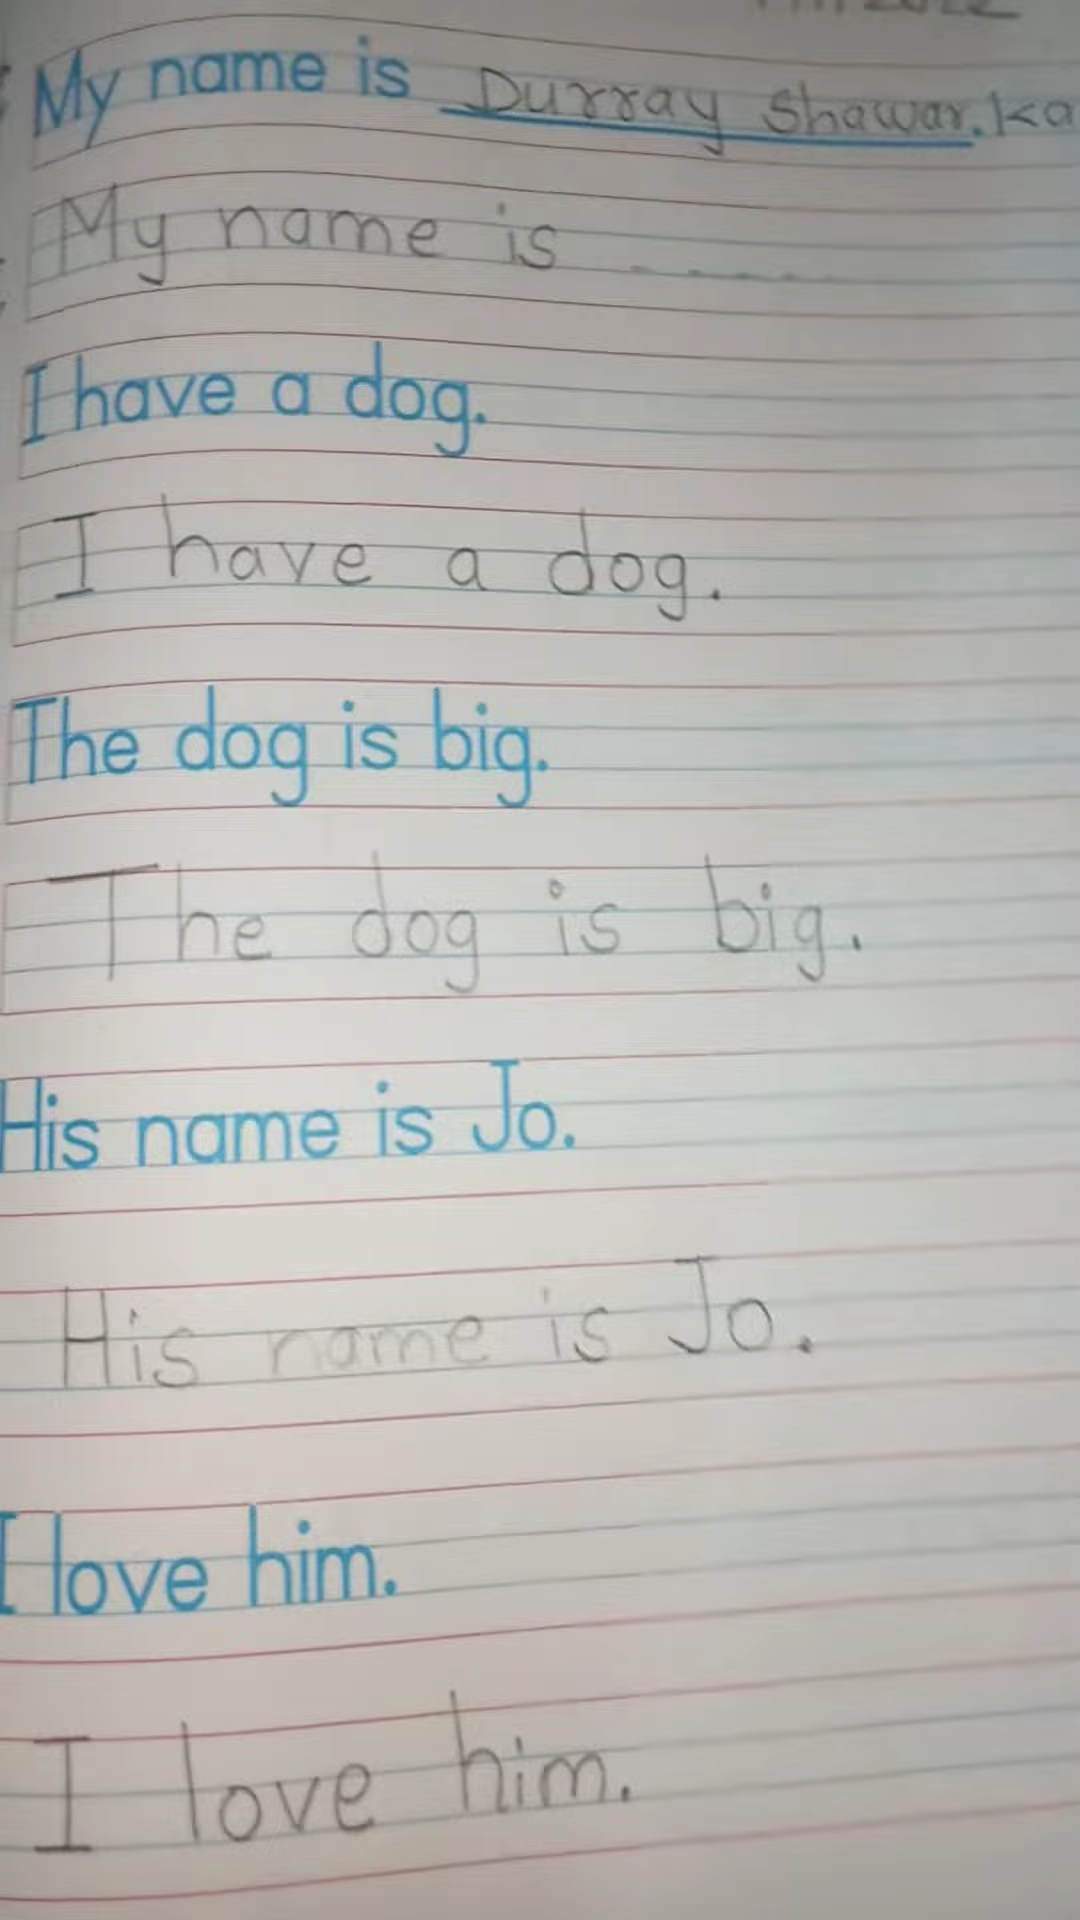 My name is Durray Shawar.
My name is _ _ _ _ _
I have a dog.
I have a dog.
The dog is big.
The dog is big.
His name is Jo.
His name is Jo.
I love him.
I love him.